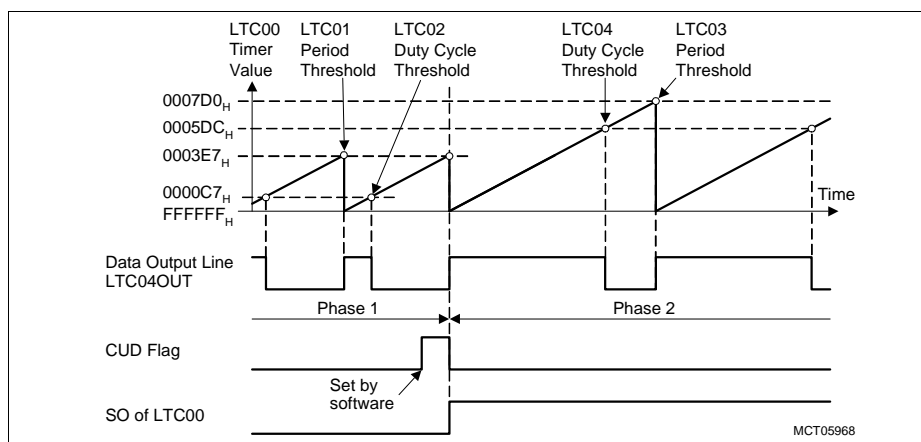 LTC00
Timer
Value
LTC01
Period
Threshold
LTC02
Duty Cycle
Threshold
LTC04
Duty Cycle
Threshold
LTC03
Period
Threshold
0007D0H
0005DCH
0003E7H
0000C7H
FFFFFFH
Time
Data Output Line
LTC04OUT
Phase 1
Phase 2
CUD Flag
Set by
software
SO of LTC00
MCT05968